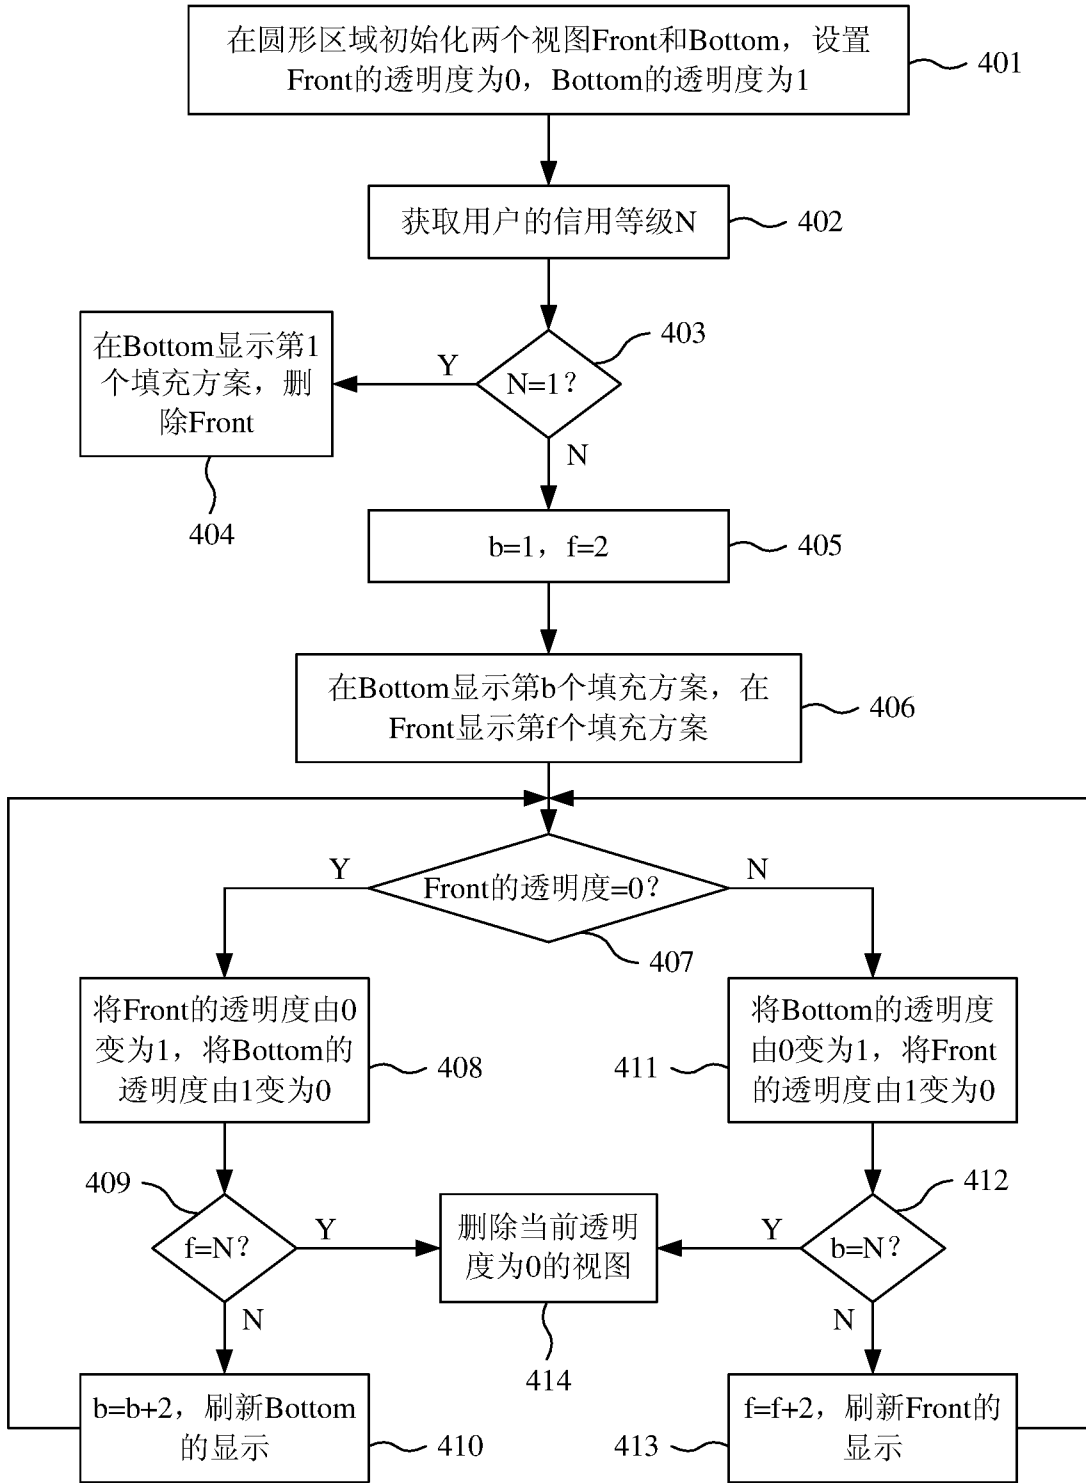 在圆形区域初始化两个视图Front和Bottom，设置
Front的透明度为0，Bottom的透明度为1
401
获取用户的信用等级N
402
403
N=1？
Y
N
在Bottom显示第1
个填充方案，删
除Front
404
b=1，f=2
405
在Bottom显示第b个填充方案，在
Front显示第f个填充方案
406
Y
Front的透明度=0？
N
407
将Front的透明度由0
变为1，将Bottom的
透明度由1变为0
408
411
将Bottom的透明度
由0变为1，将Front
的透明度由1变为0
409
f=N？
Y
N
删除当前透明
度为0的视图
414
412
Y
b=N？
N
b=b+2，刷新Bottom
的显示
410
413
f=f+2，刷新Front的
显示